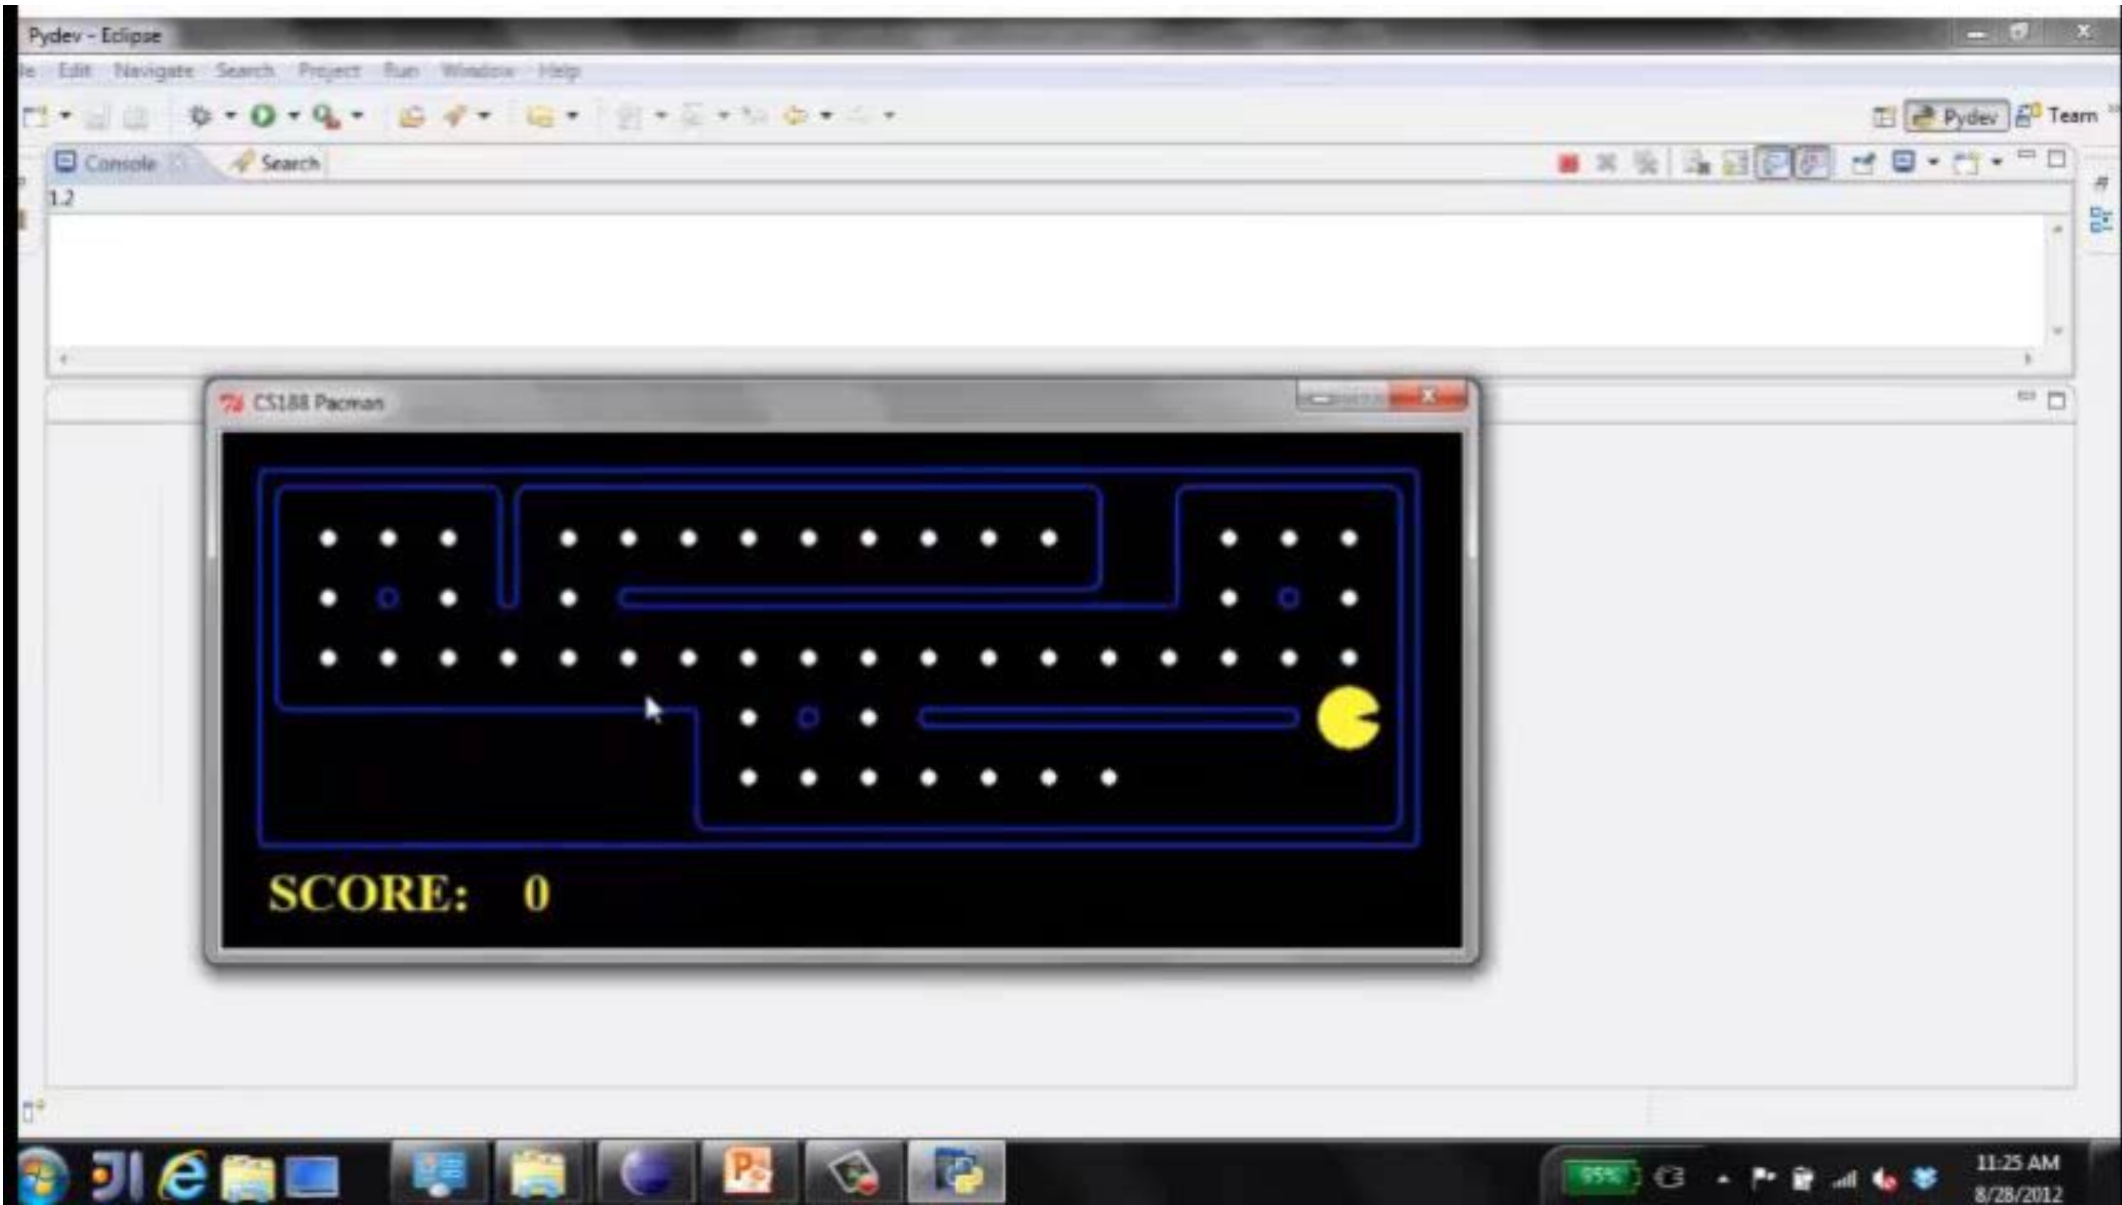 Pydev - Eclipse
Edit Navigate Search Project Run Window Help
Pydev Team
Console Search
1.2
CS188 Pacman
SCORE: 0
95%
11:25 AM
8/28/2012